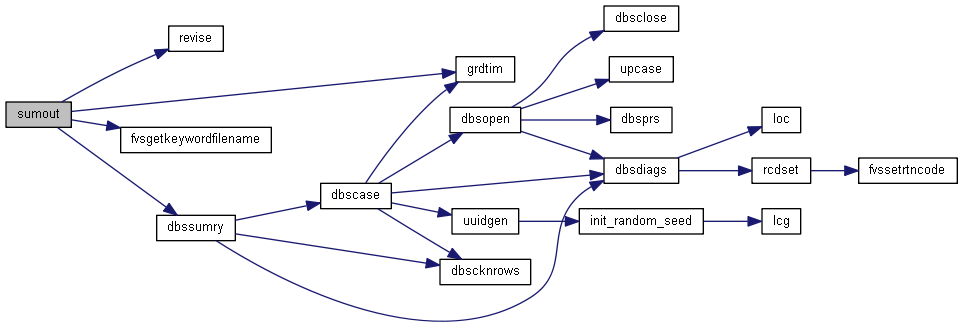 sumout
revise
grdtim
fvsgetkeywordfilename
dbssumry
dbscase
dbsopen
dbsclose
upcase
dbsprs
dbsdiags
loc
rcdset
fvssetrtncode
uuidgen
init_random_seed
lcg
dbscknrows